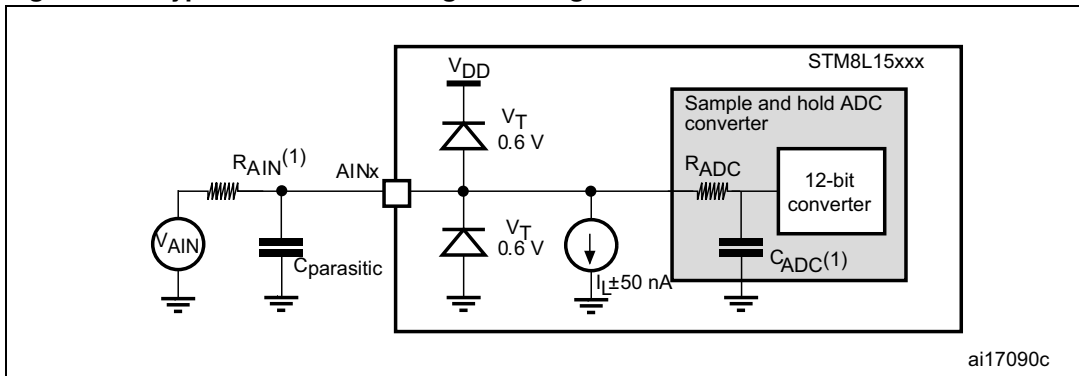 STM8L15xxx
VDD
Sample and hold ADC
converter
VT
0.6 V
RAIN(1)
AINx
RADC
12-bit
converter
VAIN
VT
0.6 V
Cparasitic
IL±50 nA
CADC(1)
ai17090c